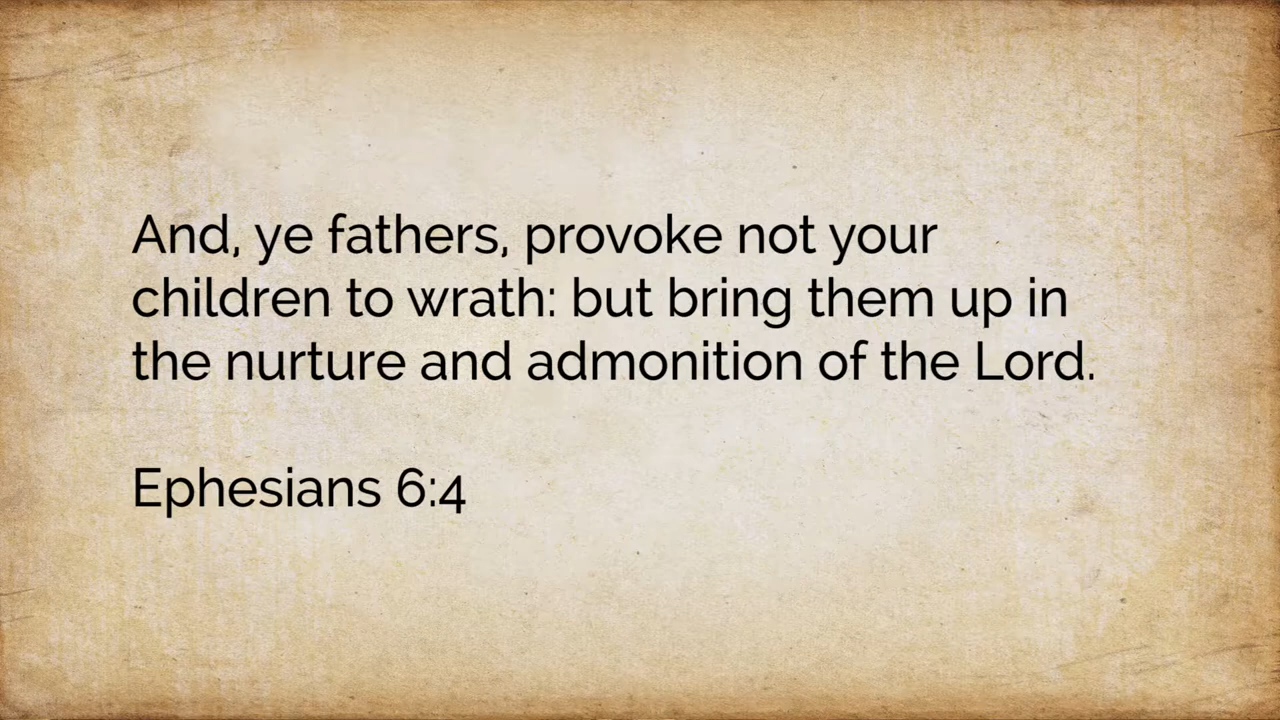 And, ye fathers, provoke not your
children to wrath: but bring them up in
the nurture and admonition of the Lord.
Ephesians 6:4